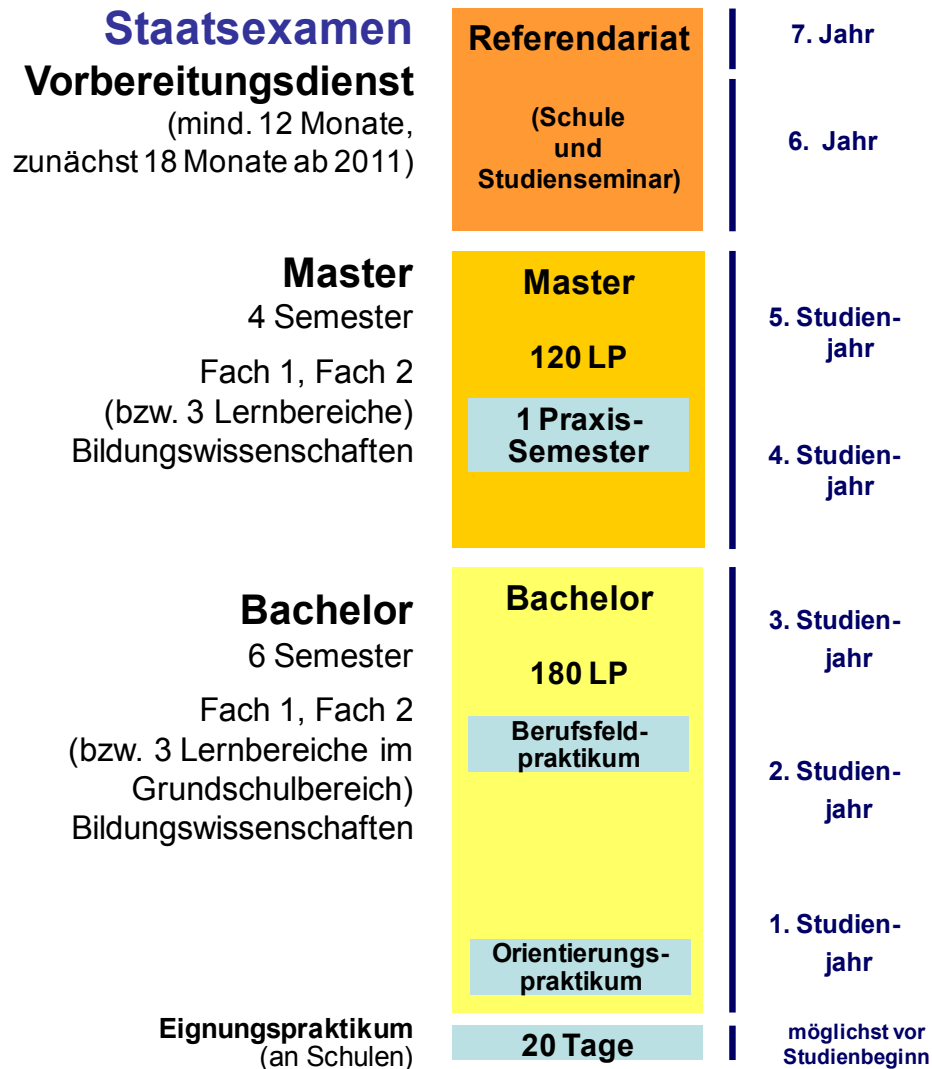 Staatsexamen
Vorbereitungsdienst
(mind. 12 Monate,
zunächst 18 Monate ab 2011)
Referendariat
(Schule
und
Studienseminar)
7. Jahr
6. Jahr
Master
4 Semester
Fach 1, Fach 2
(bzw. 3 Lernbereiche)
Bildungswissenschaften
Master
120 LP
1 Praxis-
Semester
5. Studien-
jahr
4. Studien-
jahr
Bachelor
6 Semester
Fach 1, Fach 2
(bzw. 3 Lernbereiche im
Grundschulbereich)
Bildungswissenschaften
Bachelor
180 LP
Berufsfeld-
praktikum
Orientierungs-
praktikum
3. Studien-
jahr
2. Studien-
jahr
1. Studien-
jahr
Eignungspraktikum
(an Schulen)
20 Tage
möglichst vor
Studienbeginn